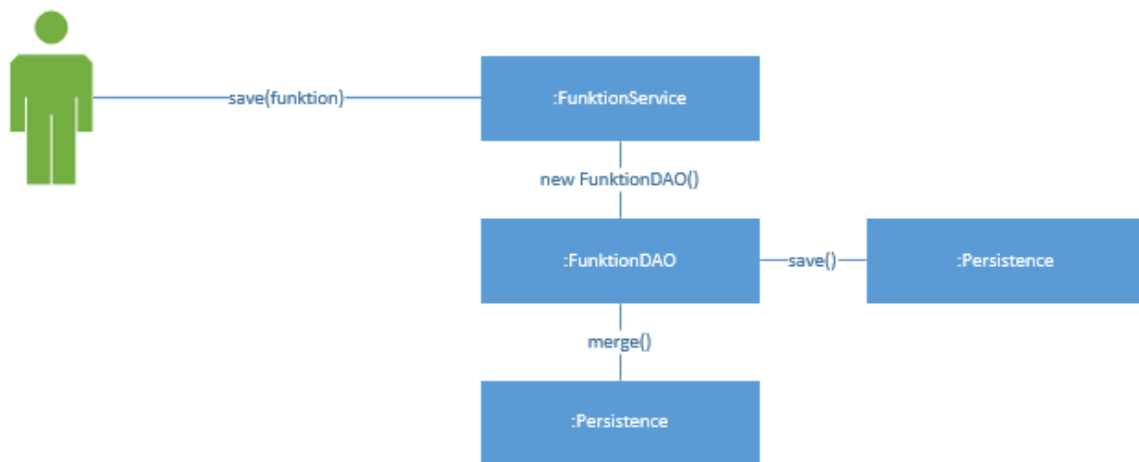 save(funktion)
:FunktionService
new FunktionDAO()
:FunktionDAO
save()
:Persistence
merge()
:Persistence